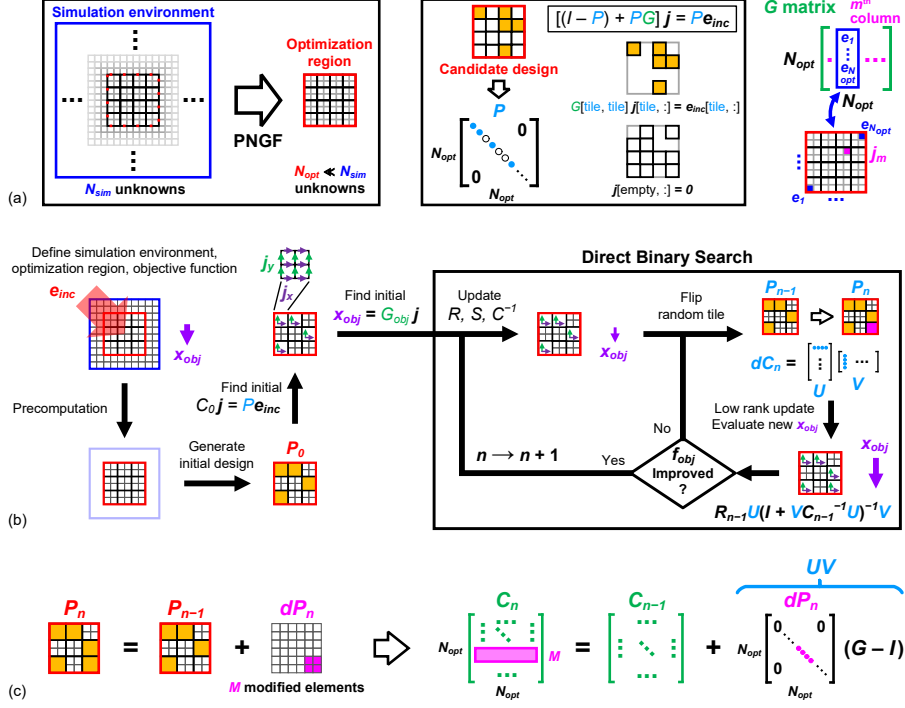 Simulation environment
Optimization
region
PNGF
N_opt ≪ N_sim
unknowns
N_sim unknowns
(a)
[(I – P) + PG] j = Pe_inc
Candidate design
P
N_opt
0
0
N_opt
G[tile, tile] j[tile, :] = e_inc[tile, :]
j[empty, :] = 0
G matrix
m^th
column
N_opt
e_1
e_N_opt
N_opt
e_N_opt
j_m
e_1
Define simulation environment,
optimization region, objective function
e_inc
x_obj
Precomputation
Generate
initial design
P_0
Find initial
C_0 j = Pe_inc
j_y
j_x
Find initial
x_obj = G_obj j
(b)
Direct Binary Search
Update
R, S, C^–1
x_obj
Flip
random tile
P_n–1
P_n
dC_n =
U
V
Low rank update
Evaluate new x_obj
x_obj
R_n–1U(I + VC_n–1^–1U)^–1V
f_obj
Improved
?
No
Yes
n → n + 1
P_n
=
P_n–1
+
dP_n
M modified elements
(c)
C_n
N_opt
M
N_opt
=
C_n–1
+
UV
dP_n
N_opt
0
0
0
N_opt
(G – I)